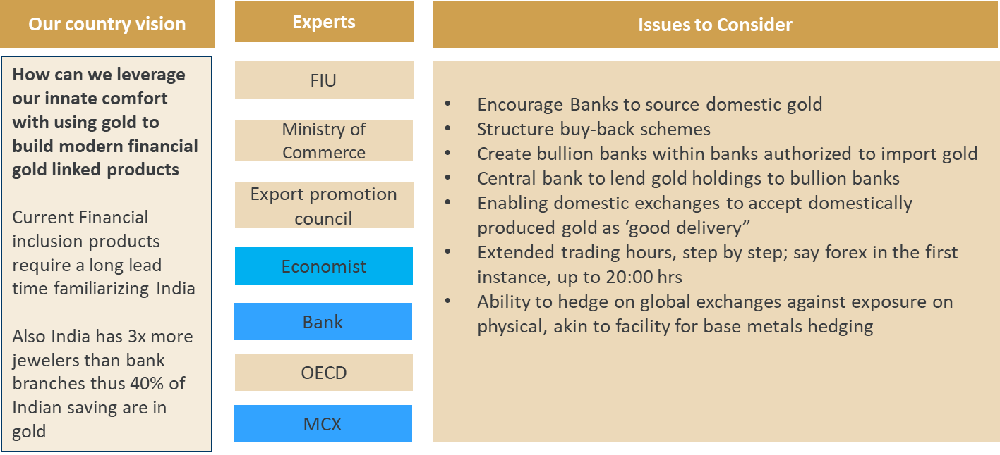 Our country vision
How can we leverage
our innate comfort
with using gold to
build modern financial
gold linked products
Current Financial
inclusion products
require a long lead
time familiarizing India
Also India has 3x more
jewelers than bank
branches thus 40% of
Indian saving are in
gold
Experts
FIU
Ministry of
Commerce
Export promotion
council
Economist
Bank
OECD
MCX
Issues to Consider
• Encourage Banks to source domestic gold
• Structure buy-back schemes
• Create bullion banks within banks authorized to import gold
• Central bank to lend gold holdings to bullion banks
• Enabling domestic exchanges to accept domestically
produced gold as ‘good delivery”
• Extended trading hours, step by step; say forex in the first
instance, up to 20:00 hrs
• Ability to hedge on global exchanges against exposure on
physical, akin to facility for base metals hedging